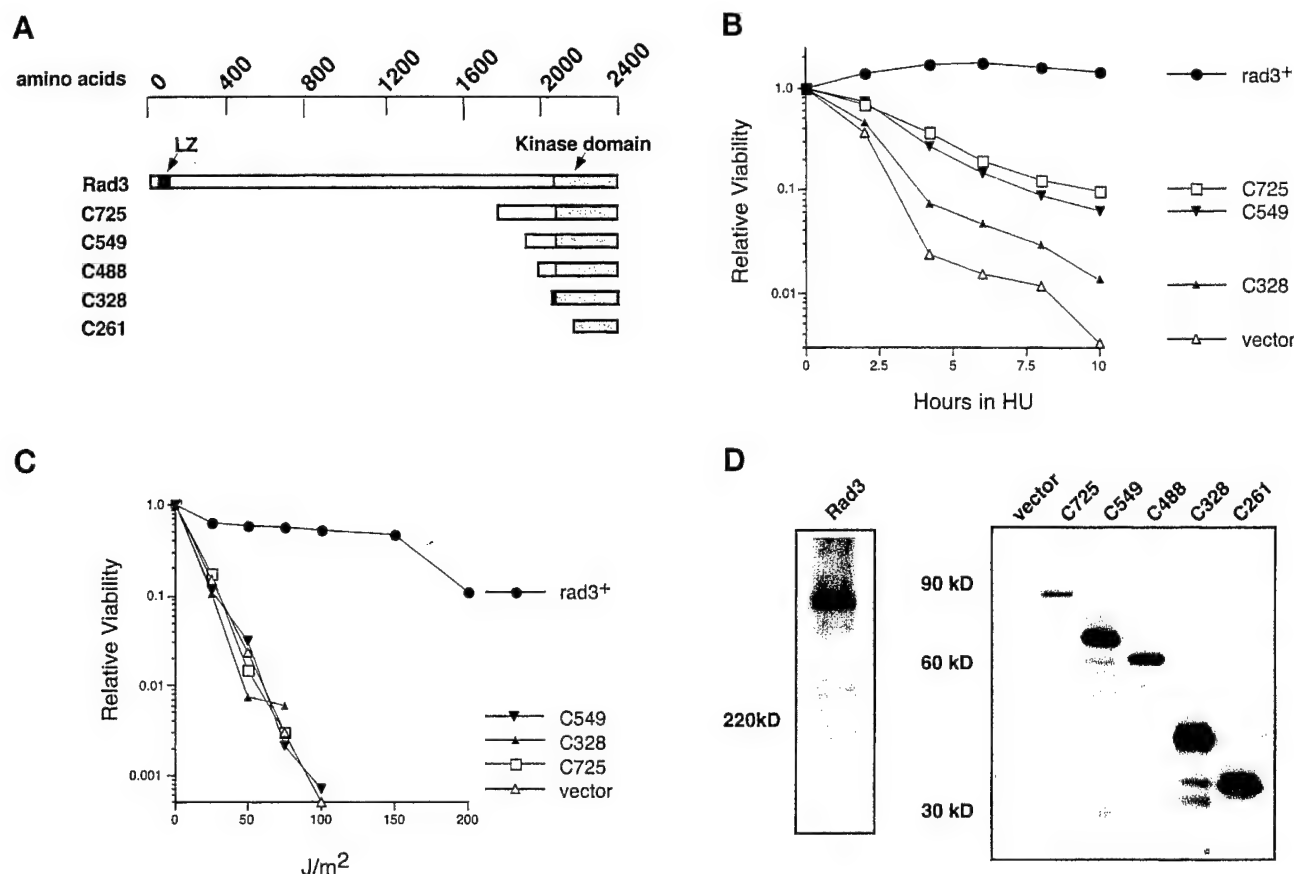 A
amino acids
0 400 800 1200 1600 2000 2400
LZ
Kinase domain
Rad3
C725
C549
C488
C328
C261
B
Relative Viability
1.0
0.1
0.01
0 2.5 5 7.5 10
Hours in HU
rad3+
C725
C549
C328
vector
C
Relative Viability
1.0
0.1
0.01
0.001
0 50 100 150 200
J/m2
rad3+
C549
C328
C725
vector
D
Rad3
220kD
vector C725 C549 C488 C328 C261
90 kD
60 kD
30 kD